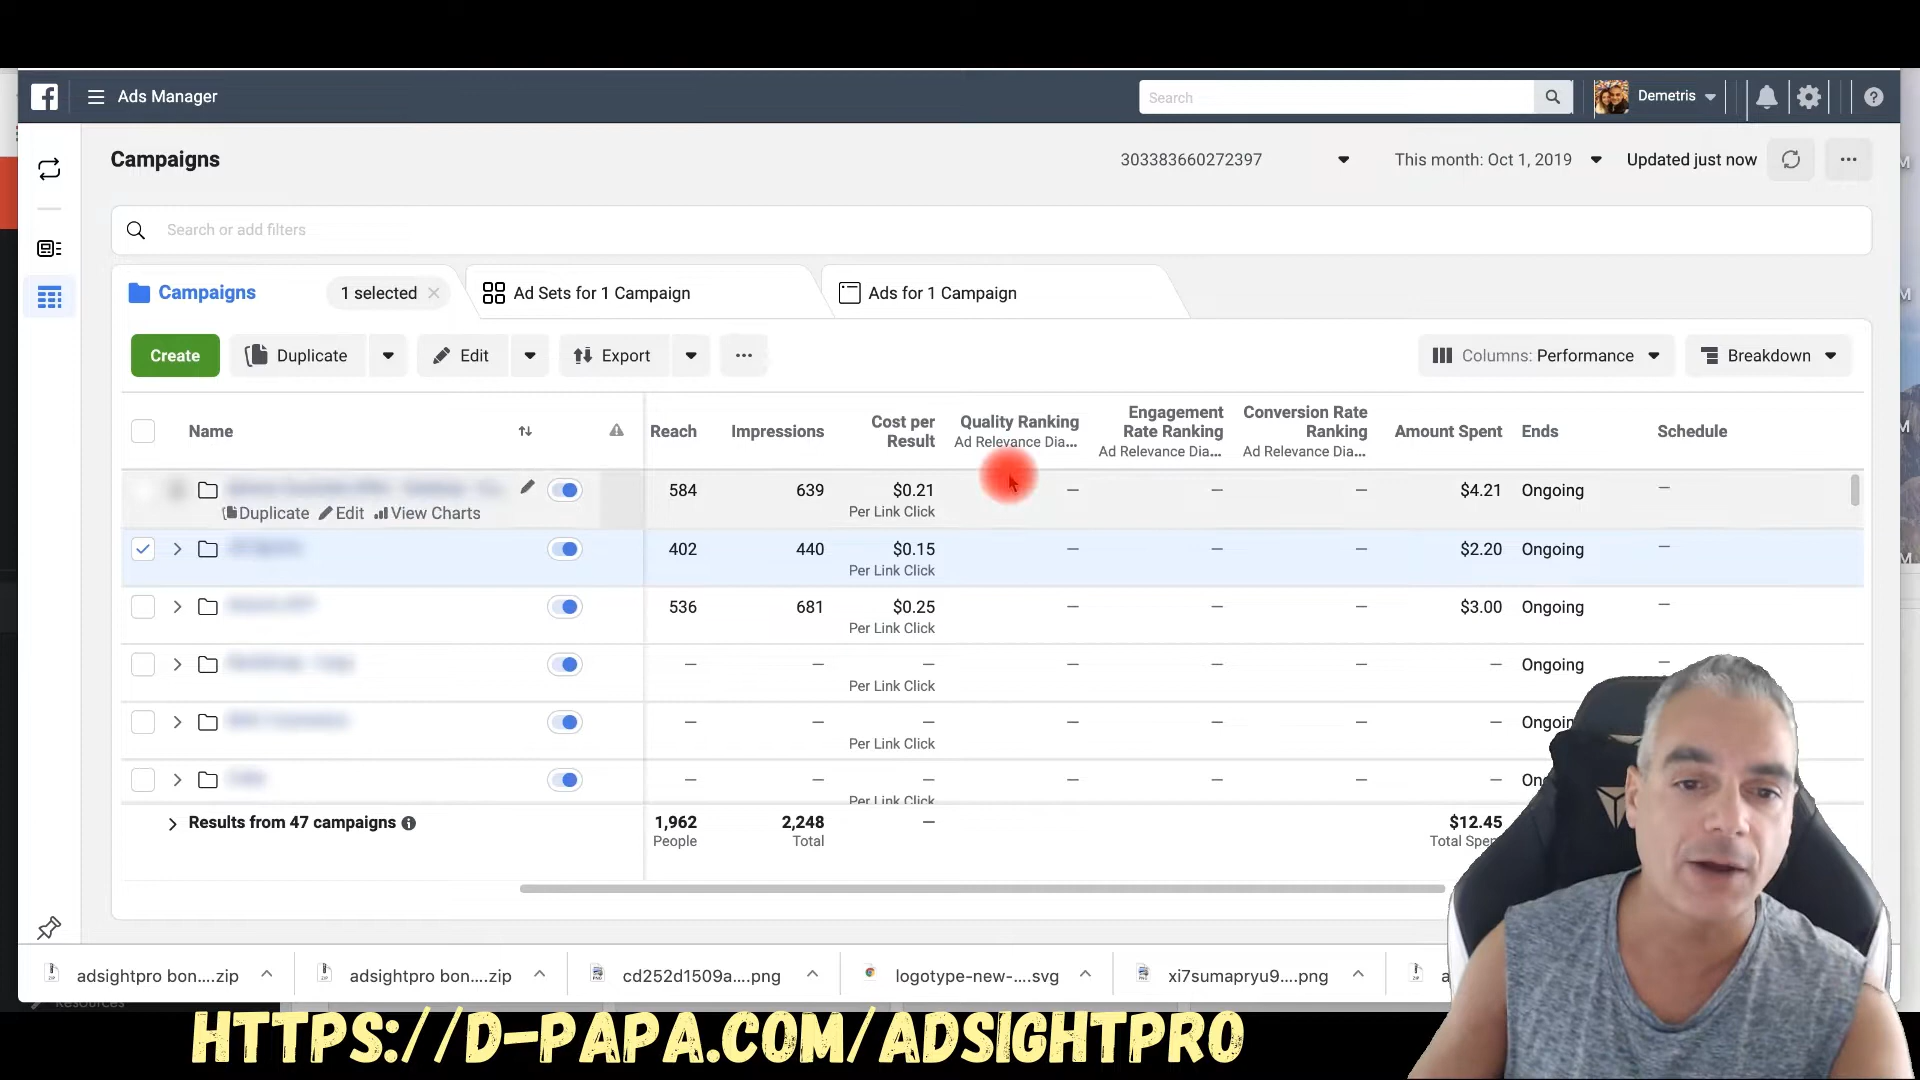 Ads Manager
Search
Demetris
Campaigns
303383660272397
This month: Oct 1, 2019
Updated just now
Search or add filters
Campaigns
1 selected
Ad Sets for 1 Campaign
Ads for 1 Campaign
Create
Duplicate
Edit
Export
Columns: Performance
Breakdown
Name
Reach
Impressions
Cost per Result
Quality Ranking
Ad Relevance Dia...
Engagement Rate Ranking
Ad Relevance Dia...
Conversion Rate Ranking
Ad Relevance Dia...
Amount Spent
Ends
Schedule
584 639 $0.21 — — — $4.21 Ongoing —
Duplicate Edit View Charts
Per Link Click
402 440 $0.15 — — — $2.20 Ongoing —
Per Link Click
536 681 $0.25 — — — $3.00 Ongoing —
Per Link Click
— — — — — — — Ongoing —
Per Link Click
— — — — — — —
Per Link Click
— — — — — — —
Per Link Click
Results from 47 campaigns
1,962 2,248 — $12.45
People Total Total
adsightpro bon....zip
adsightpro bon....zip
cd252d1509a....png
logotype-new-....svg
xi7sumapryu9....png
HTTPS://D-PAPA.COM/ADSIGHTPRO